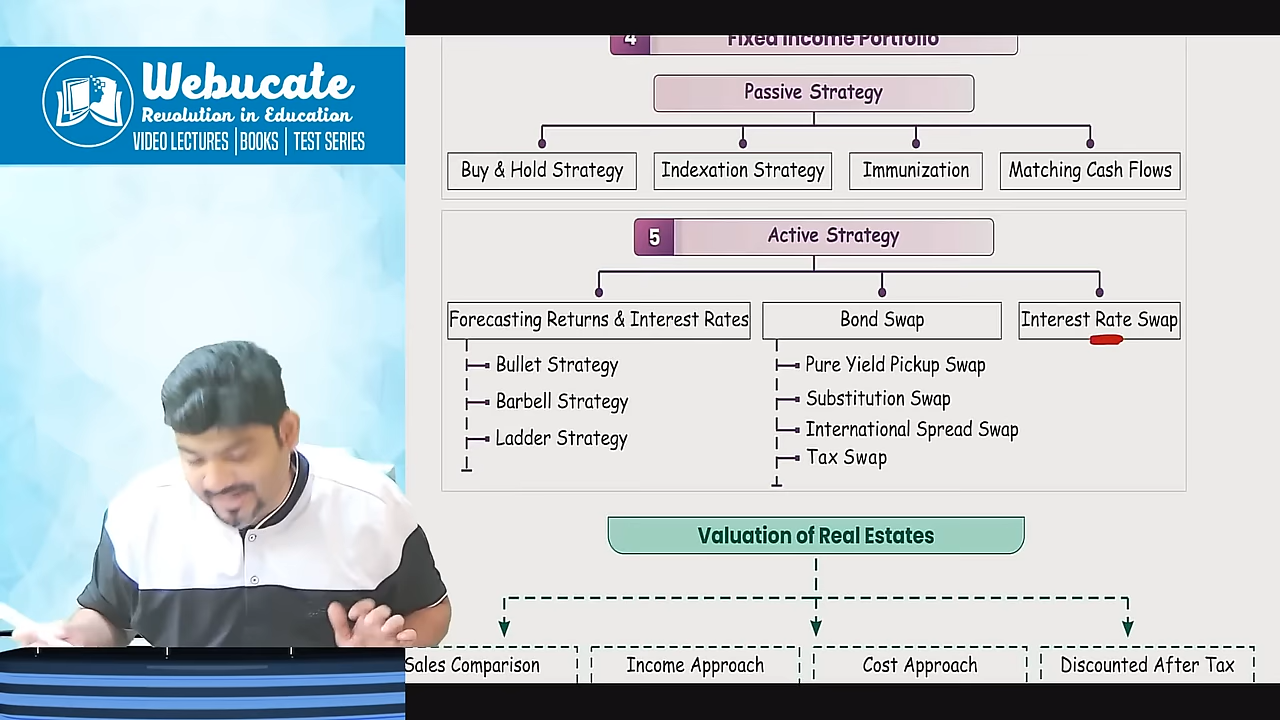 Webucate
Revolution in Education
VIDEO LECTURES | BOOKS | TEST SERIES
4 Fixed Income Portfolio
Passive Strategy
Buy & Hold Strategy
Indexation Strategy
Immunization
Matching Cash Flows
5 Active Strategy
Forecasting Returns & Interest Rates
Bullet Strategy
Barbell Strategy
Ladder Strategy
Bond Swap
Pure Yield Pickup Swap
Substitution Swap
International Spread Swap
Tax Swap
Interest Rate Swap
Valuation of Real Estates
Sales Comparison
Income Approach
Cost Approach
Discounted After Tax